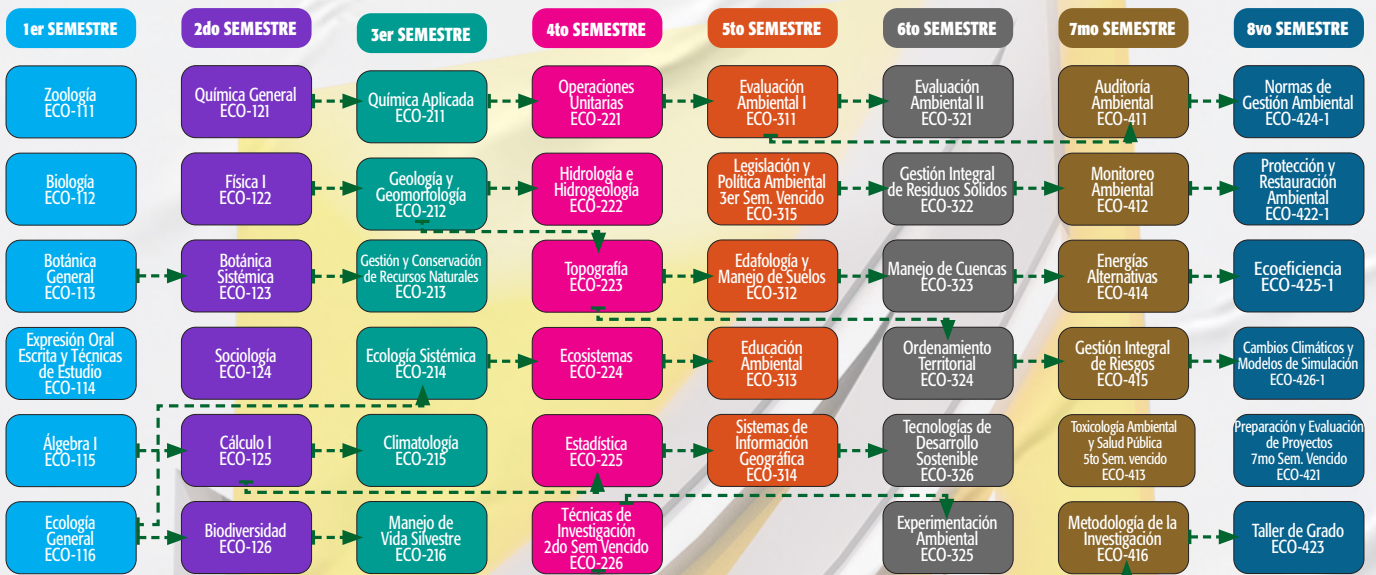 1er SEMESTRE
2do SEMESTRE
3er SEMESTRE
4to SEMESTRE
5to SEMESTRE
6to SEMESTRE
7mo SEMESTRE
8vo SEMESTRE
Zoología
ECO-111
Química General
ECO-121
Química Aplicada
ECO-211
Operaciones
Unitarias
ECO-221
Evaluación
Ambiental I
ECO-311
Evaluación
Ambiental II
ECO-321
Auditoría
Ambiental
ECO-411
Normas de
Gestión Ambiental
ECO-424-1
Biología
ECO-112
Física I
ECO-122
Geología y
Geomorfología
ECO-212
Hidrología e
Hidrogeología
ECO-222
Legislación y
Política Ambiental
3er Sem. Vencido
ECO-315
Gestión Integral
de Residuos Sólidos
ECO-322
Monitoreo
Ambiental
ECO-412
Protección y
Restauración
Ambiental
ECO-422-1
Botánica
General
ECO-113
Botánica
Sistémica
ECO-123
Gestión y Conservación
de Recursos Naturales
ECO-213
Topografía
ECO-223
Edafología y
Manejo de Suelos
ECO-312
Manejo de Cuencas
ECO-323
Energías
Alternativas
ECO-414
Ecoeficiencia
ECO-425-1
Expresión Oral
Escrita y Técnicas
de Estudio
ECO-114
Sociología
ECO-124
Ecología Sistémica
ECO-214
Ecosistemas
ECO-224
Educación
Ambiental
ECO-313
Ordenamiento
Territorial
ECO-324
Gestión Integral
de Riesgos
ECO-415
Cambios Climáticos y
Modelos de Simulación
ECO-426-1
Álgebra I
ECO-115
Cálculo I
ECO-125
Climatología
ECO-215
Estadística
ECO-225
Sistemas de
Información
Geográfica
ECO-314
Tecnologías de
Desarrollo
Sostenible
ECO-326
Toxicología Ambiental
y Salud Pública
5to Sem. vencido
ECO-413
Preparación y Evaluación
de Proyectos
7mo Sem. Vencido
ECO-421
Ecología
General
ECO-116
Biodiversidad
ECO-126
Manejo de
Vida Silvestre
ECO-216
Técnicas de
Investigación
2do Sem Vencido
ECO-226
Experimentación
Ambiental
ECO-325
Metodología de la
Investigación
ECO-416
Taller de Grado
ECO-423